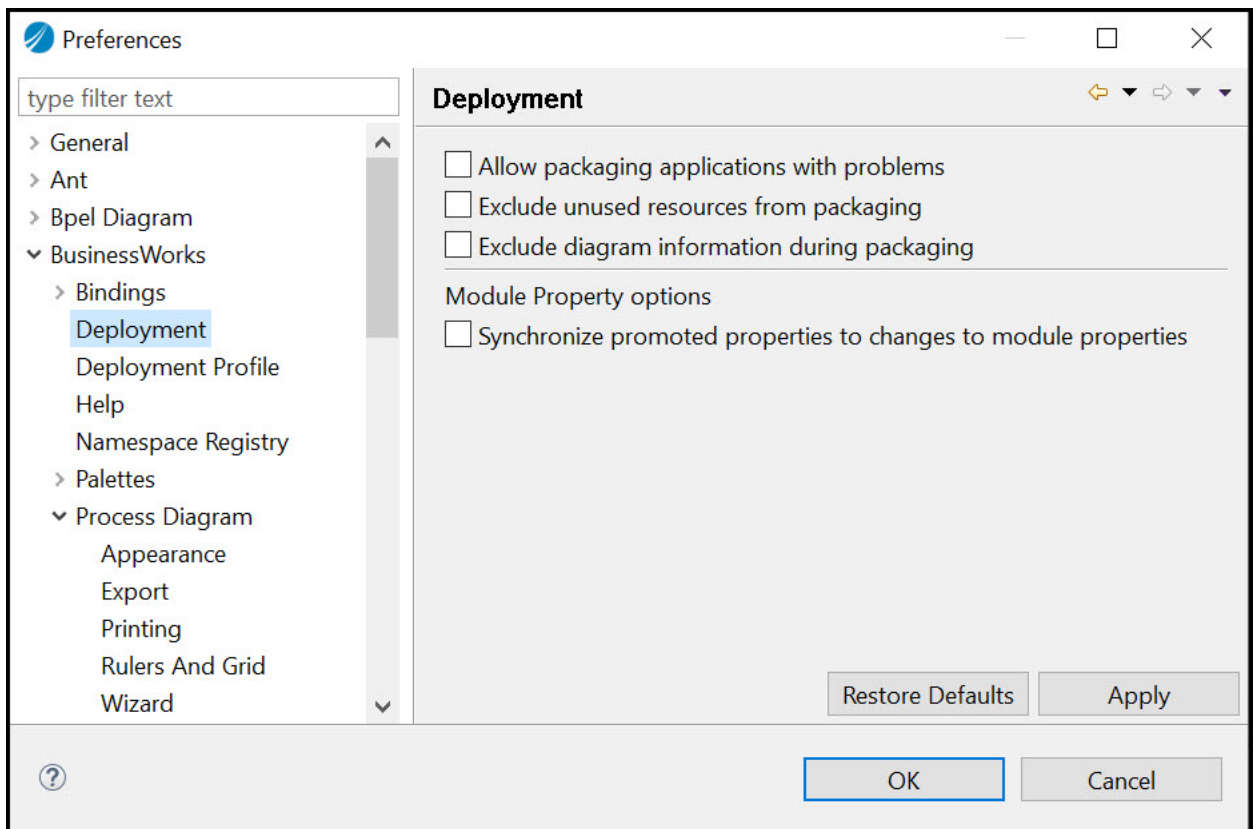 Preferences
type filter text
General
Ant
Bpel Diagram
BusinessWorks
Bindings
Deployment
Deployment Profile
Help
Namespace Registry
Palettes
Process Diagram
Appearance
Export
Printing
Rulers And Grid
Wizard
Deployment
Allow packaging applications with problems
Exclude unused resources from packaging
Exclude diagram information during packaging
Module Property options
Synchronize promoted properties to changes to module properties
Restore Defaults
Apply
?
OK
Cancel